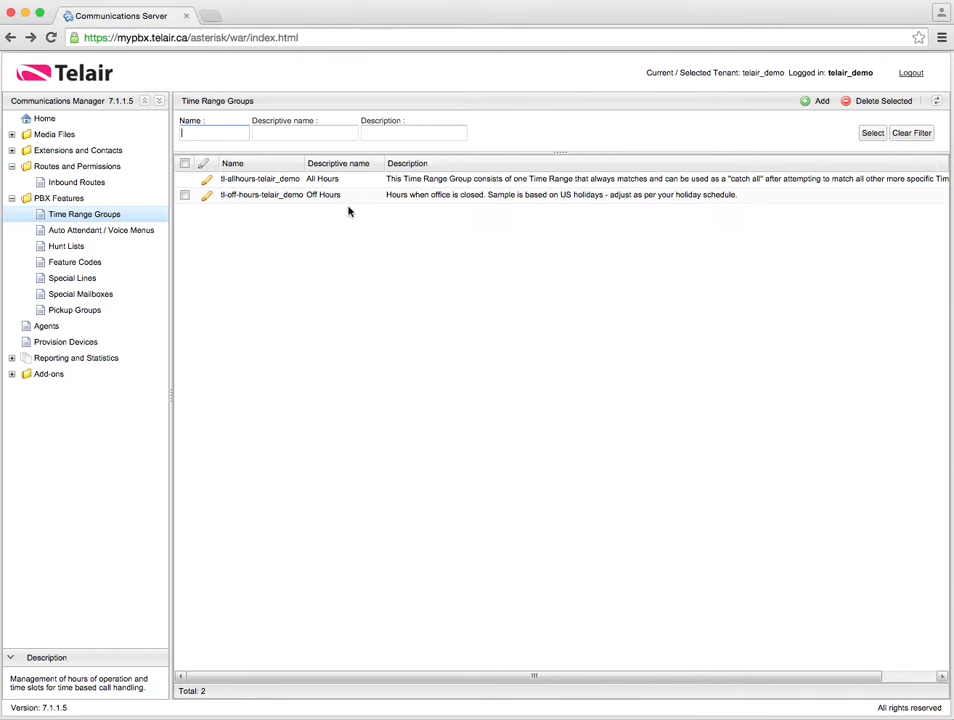 Communications Server
https://mypbx.telair.ca/asterisk/war/index.html
Telair
Current / Selected Tenant: telair_demo Logged in: telair_demo Logout
Communications Manager 7.1.1.5
Time Range Groups
Add
Delete Selected
Home
Media Files
Extensions and Contacts
Routes and Permissions
Inbound Routes
PBX Features
Time Range Groups
Auto Attendant / Voice Menus
Hunt Lists
Feature Codes
Special Lines
Special Mailboxes
Pickup Groups
Agents
Provision Devices
Reporting and Statistics
Add-ons
Name : Descriptive name : Description :
Select Clear Filter
Name Descriptive name Description
tl-allhours-telair_demo All Hours This Time Range Group consists of one Time Range that always matches and can be used as a "catch all" after attempting to match all other more specific Tim
tl-off-hours-telair_demo Off Hours Hours when office is closed. Sample is based on US holidays - adjust as per your holiday schedule.
Description
Management of hours of operation and
time slots for time based call handling.
Total: 2
Version: 7.1.1.5
All rights reserved